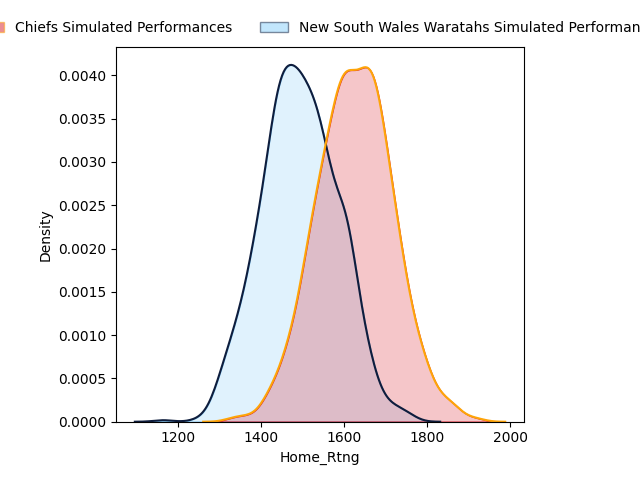 Chiefs Simulated Performances
New South Wales Waratahs Simulated Performan
0.0040
0.0035
0.0030
0.0025
0.0020
0.0015
0.0010
0.0005
0.0000
Density
1200 1400 1600 1800 2000
Home_Rtng